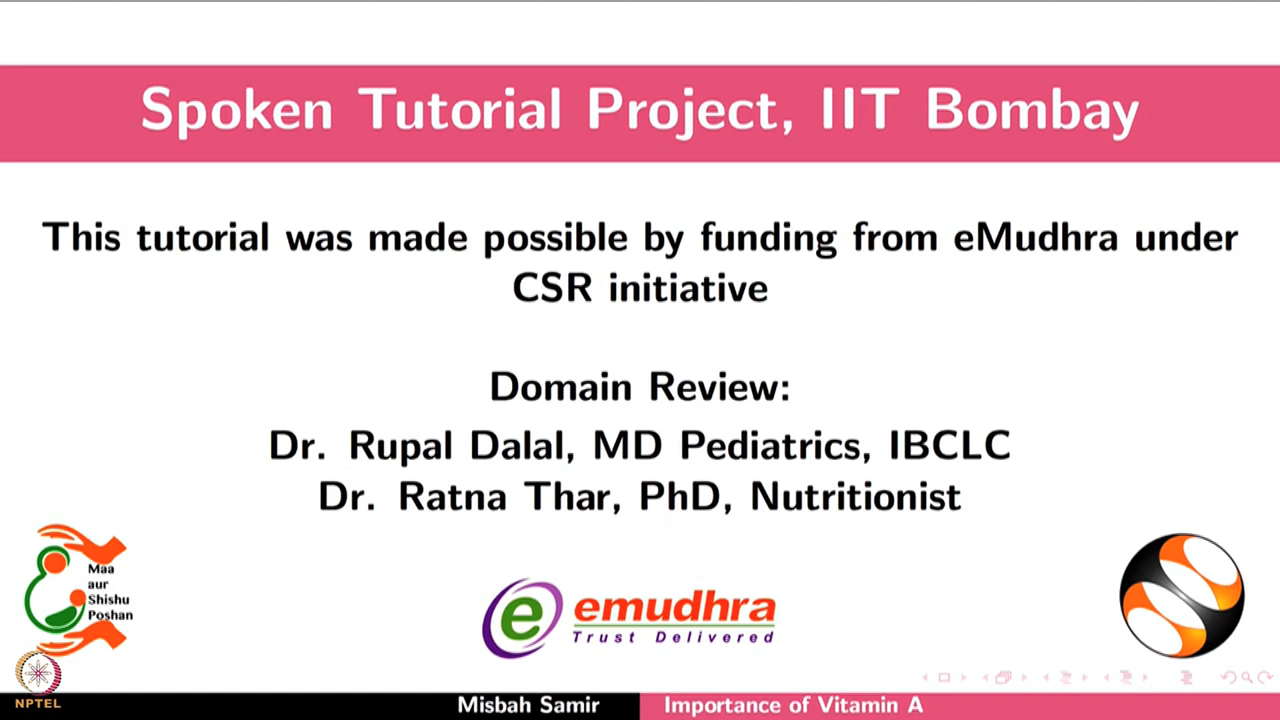 Spoken Tutorial Project, IIT Bombay
This tutorial was made possible by funding from eMudhra under
CSR initiative
Domain Review:
Dr. Rupal Dalal, MD Pediatrics, IBCLC
Dr. Ratna Thar, PhD, Nutritionist
Maa
aur
Shishu
Poshan
e emudhra
Trust Delivered
NPTEL
Misbah Samir Importance of Vitamin A